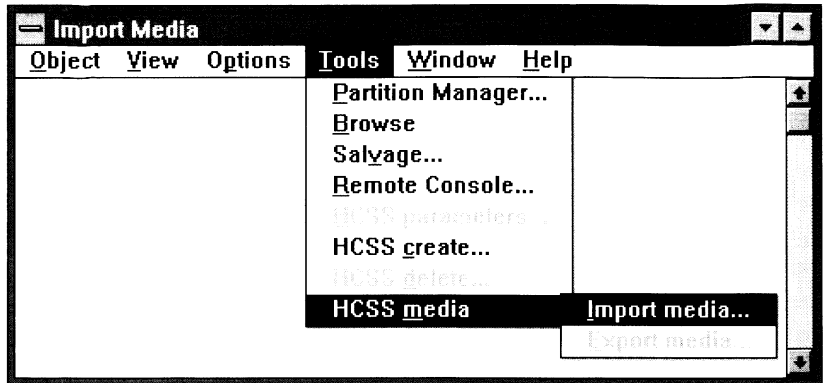 Import Media
Object View Options Tools Window Help
Partition Manager...
Browse
Salvage...
Remote Console...
HCSS parameters...
HCSS create...
HCSS delete...
HCSS media
Import media...
Export media...